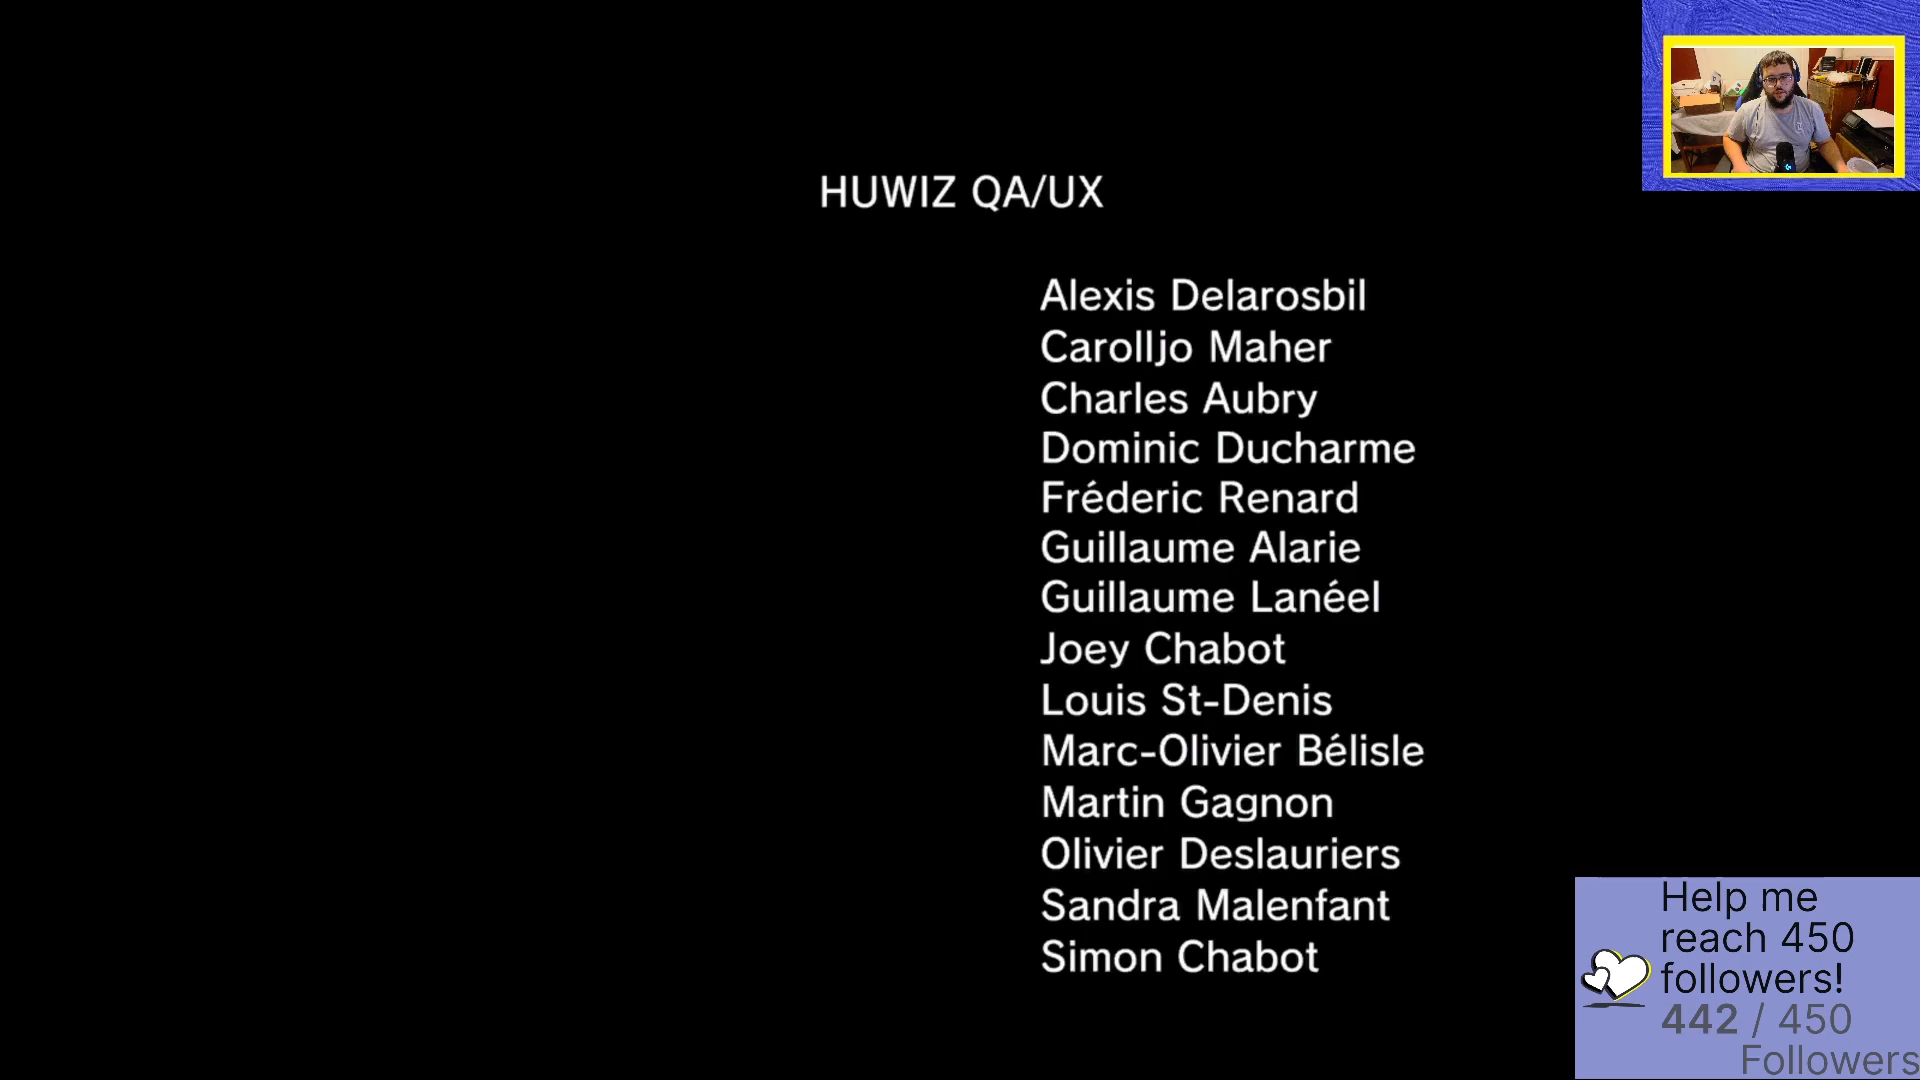 HUWIZ QA/UX
Alexis Delarosbil
Carolljo Maher
Charles Aubry
Dominic Ducharme
Fréderic Renard
Guillaume Alarie
Guillaume Lanéel
Joey Chabot
Louis St-Denis
Marc-Olivier Bélisle
Martin Gagnon
Olivier Deslauriers
Sandra Malenfant
Simon Chabot
Help me
reach 450
followers!
442 / 450
Followers